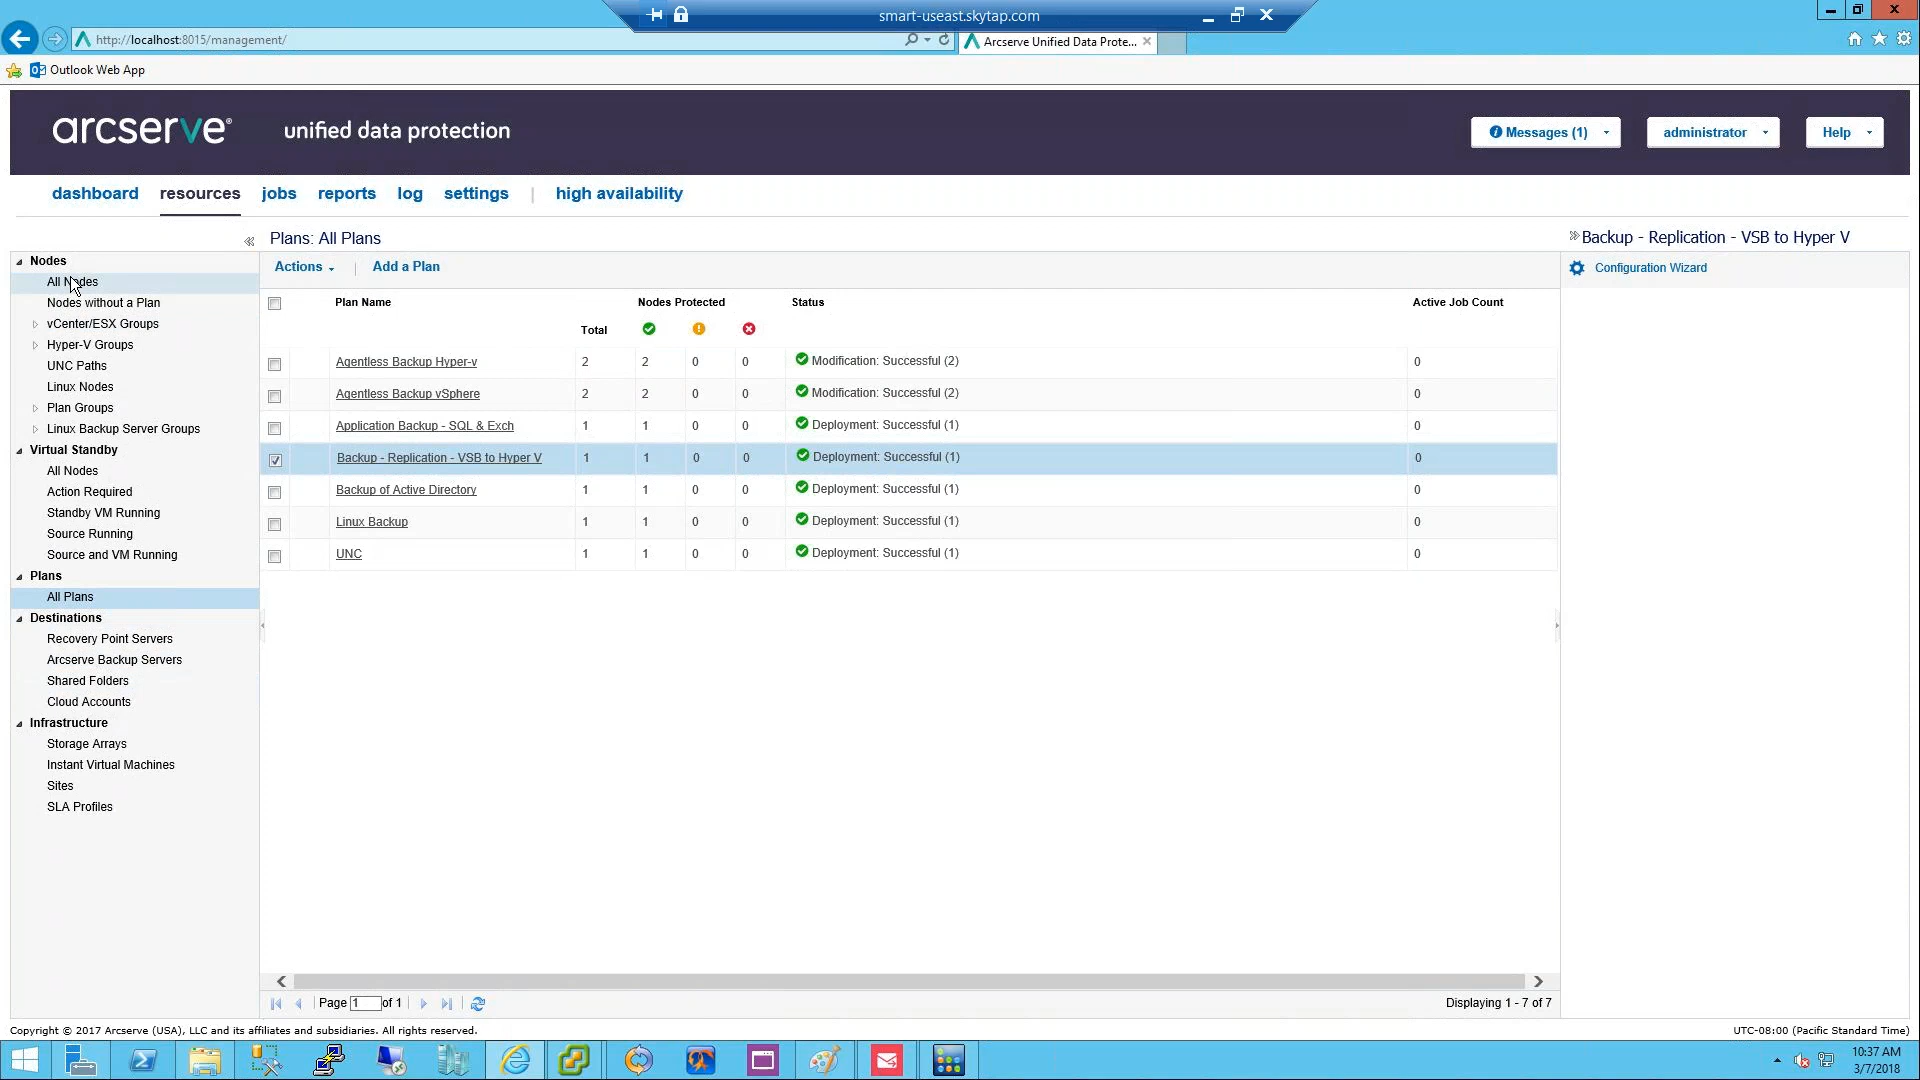 smart-useast.skytap.com
http://localhost:8015/management/
Arcserve Unified Data Prote...
Outlook Web App
arcserve® unified data protection
Messages (1)
administrator
Help
dashboard resources jobs reports log settings | high availability
Plans: All Plans
Backup - Replication - VSB to Hyper V
Nodes
All Nodes
Nodes without a Plan
vCenter/ESX Groups
Hyper-V Groups
UNC Paths
Linux Nodes
Plan Groups
Linux Backup Server Groups
Virtual Standby
All Nodes
Action Required
Standby VM Running
Source Running
Source and VM Running
Plans
All Plans
Destinations
Recovery Point Servers
Arcserve Backup Servers
Shared Folders
Cloud Accounts
Infrastructure
Storage Arrays
Instant Virtual Machines
Sites
SLA Profiles
Actions | Add a Plan
Configuration Wizard
Plan Name Nodes Protected Status Active Job Count
Total
Agentless Backup Hyper-v 2 2 0 0 Modification: Successful (2) 0
Agentless Backup vSphere 2 2 0 0 Modification: Successful (2) 0
Application Backup - SQL & Exch 1 1 0 0 Deployment: Successful (1) 0
Backup - Replication - VSB to Hyper V 1 1 0 0 Deployment: Successful (1) 0
Backup of Active Directory 1 1 0 0 Deployment: Successful (1) 0
Linux Backup 1 1 0 0 Deployment: Successful (1) 0
UNC 1 1 0 0 Deployment: Successful (1) 0
Page 1 of 1
Displaying 1 - 7 of 7
Copyright © 2017 Arcserve (USA), LLC and its affiliates and subsidiaries. All rights reserved.
UTC-08:00 (Pacific Standard Time)
10:37 AM
3/7/2018